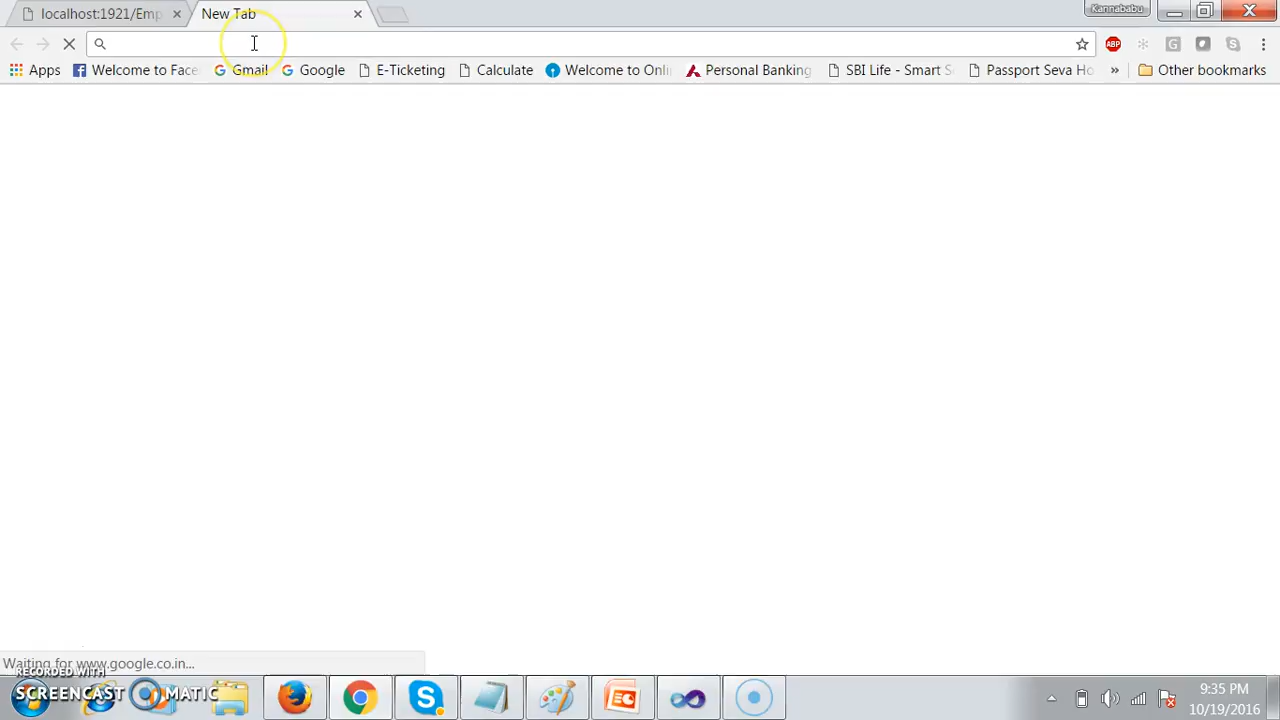 localhost:1921/Emp
New Tab
Kannababu
ABP
Apps
Welcome to Face
Gmail
Google
E-Ticketing
Calculate
Welcome to Onli
Personal Banking
SBI Life - Smart S
Passport Seva Ho
»
Other bookmarks
Waiting for www.google.co.in...
RECORDED WITH
SCREENCAST MATIC
9:35 PM
10/19/2016